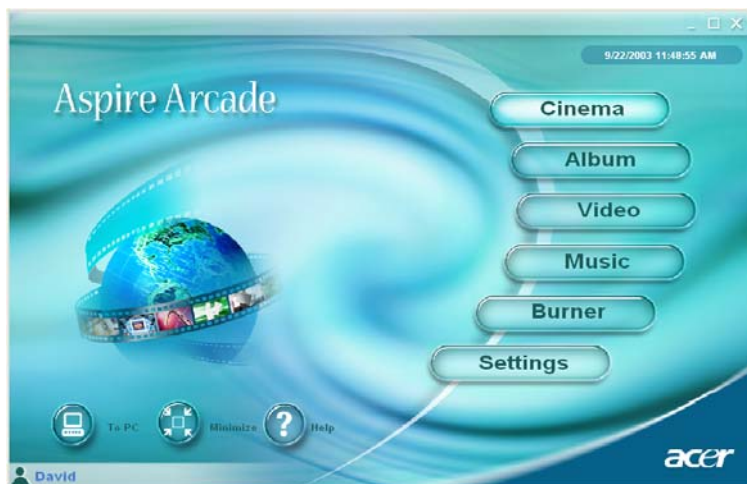 9/22/2003 11:48:55 AM
Aspire Arcade
Cinema
Album
Video
Music
Burner
Settings
To PC
Minimize
Help
acer
David